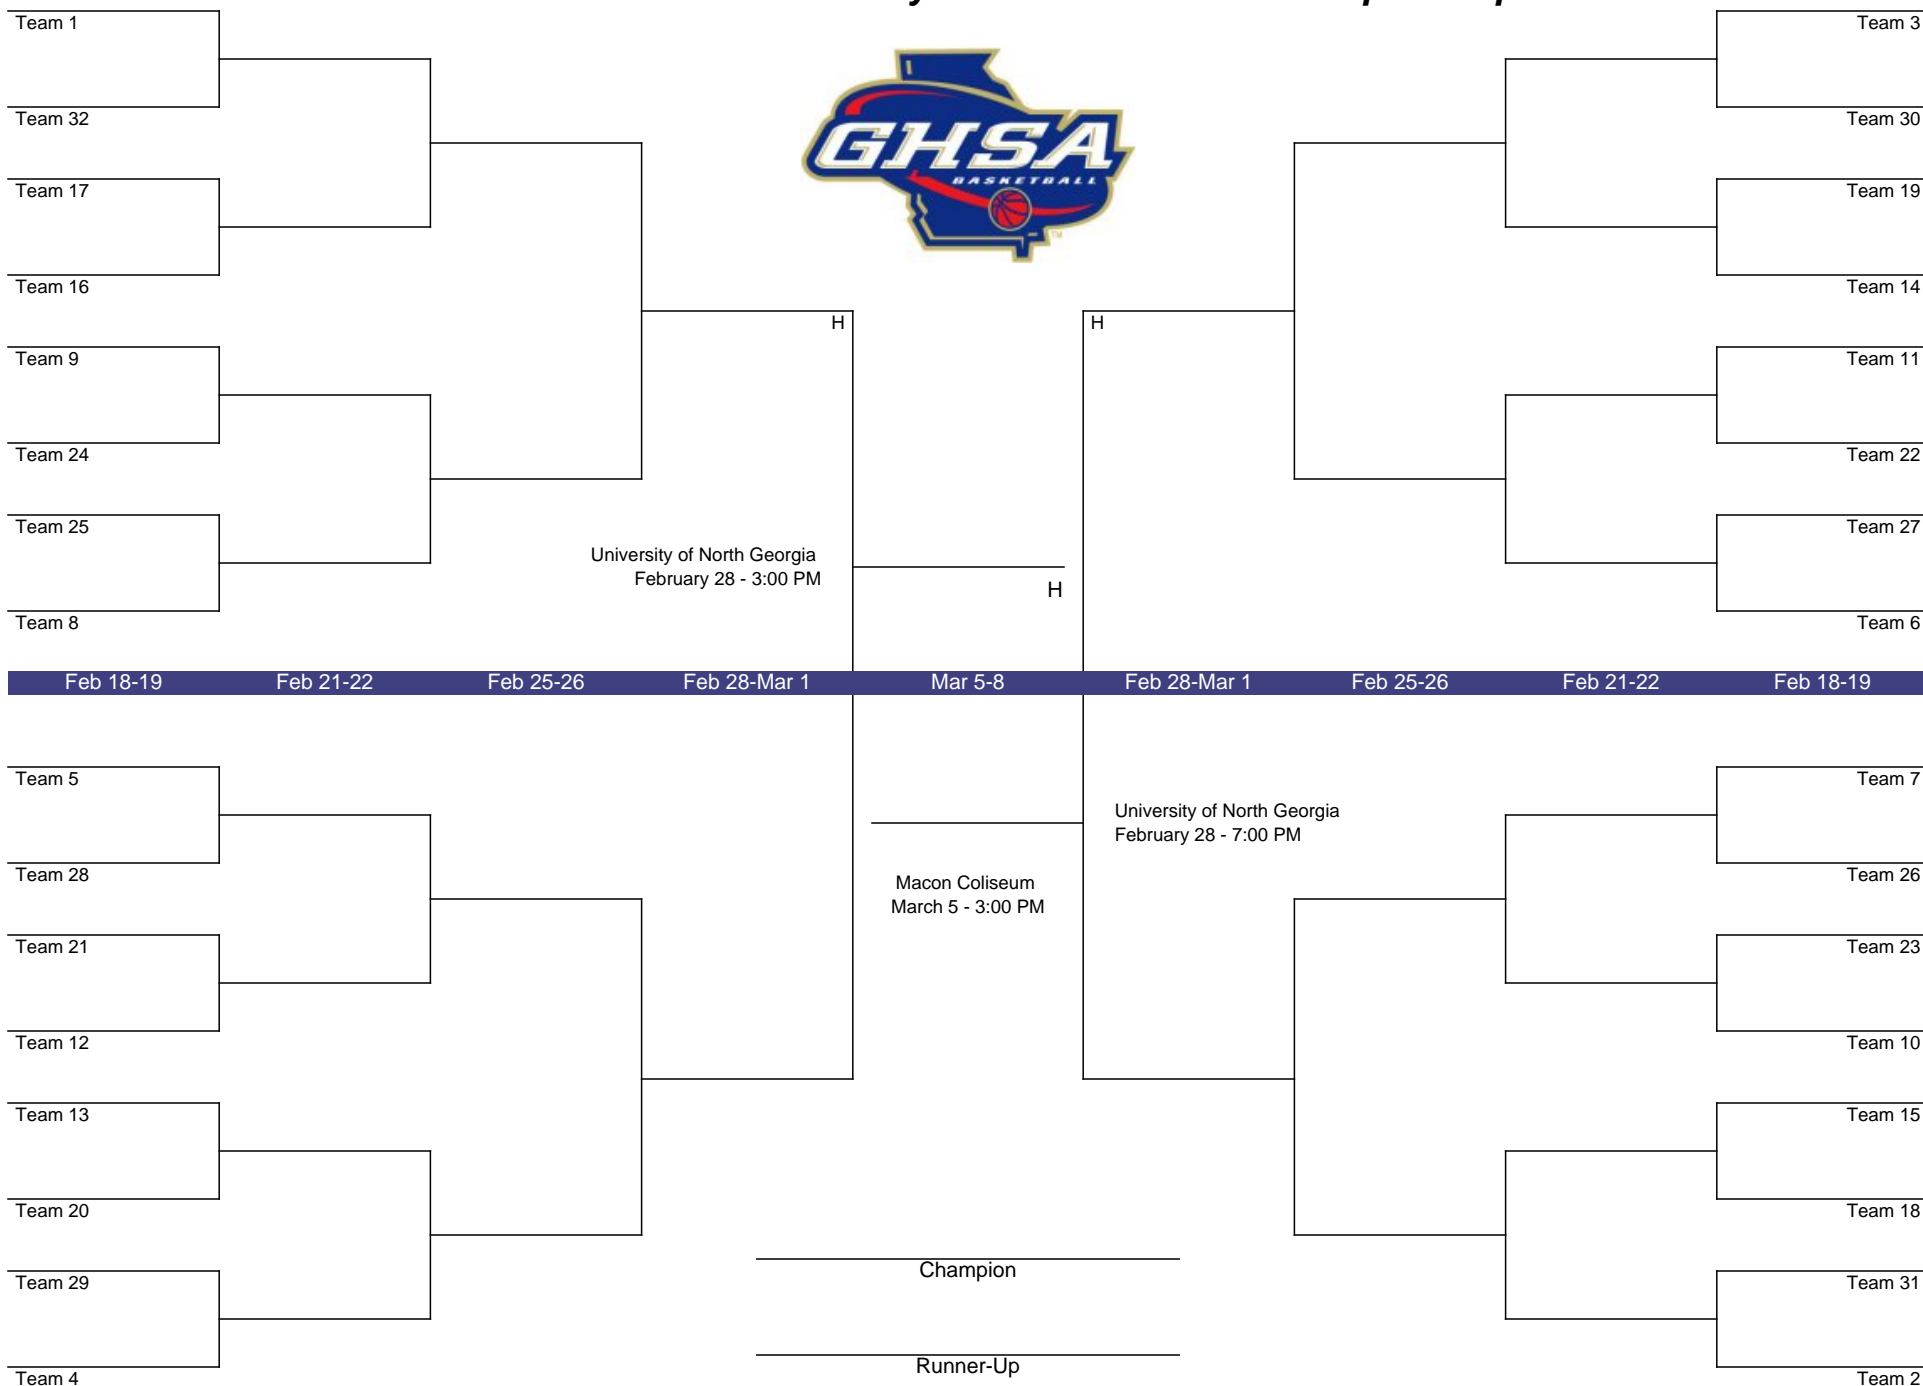 Team 1
Team 3
Team 32
Team 30
GHSA
BASKETBALL
TM
Team 17
Team 19
Team 16
Team 14
H
H
Team 9
Team 11
Team 24
Team 22
Team 25
Team 27
University of North Georgia
February 28 - 3:00 PM
H
Team 8
Team 6
Feb 18-19 Feb 21-22 Feb 25-26 Feb 28-Mar 1 Mar 5-8 Feb 28-Mar 1 Feb 25-26 Feb 21-22 Feb 18-19
Team 5
Team 7
University of North Georgia
February 28 - 7:00 PM
Team 28
Team 26
Macon Coliseum
March 5 - 3:00 PM
Team 21
Team 23
Team 12
Team 10
Team 13
Team 15
Team 20
Team 18
Champion
Team 29
Team 31
Runner-Up
Team 4
Team 2